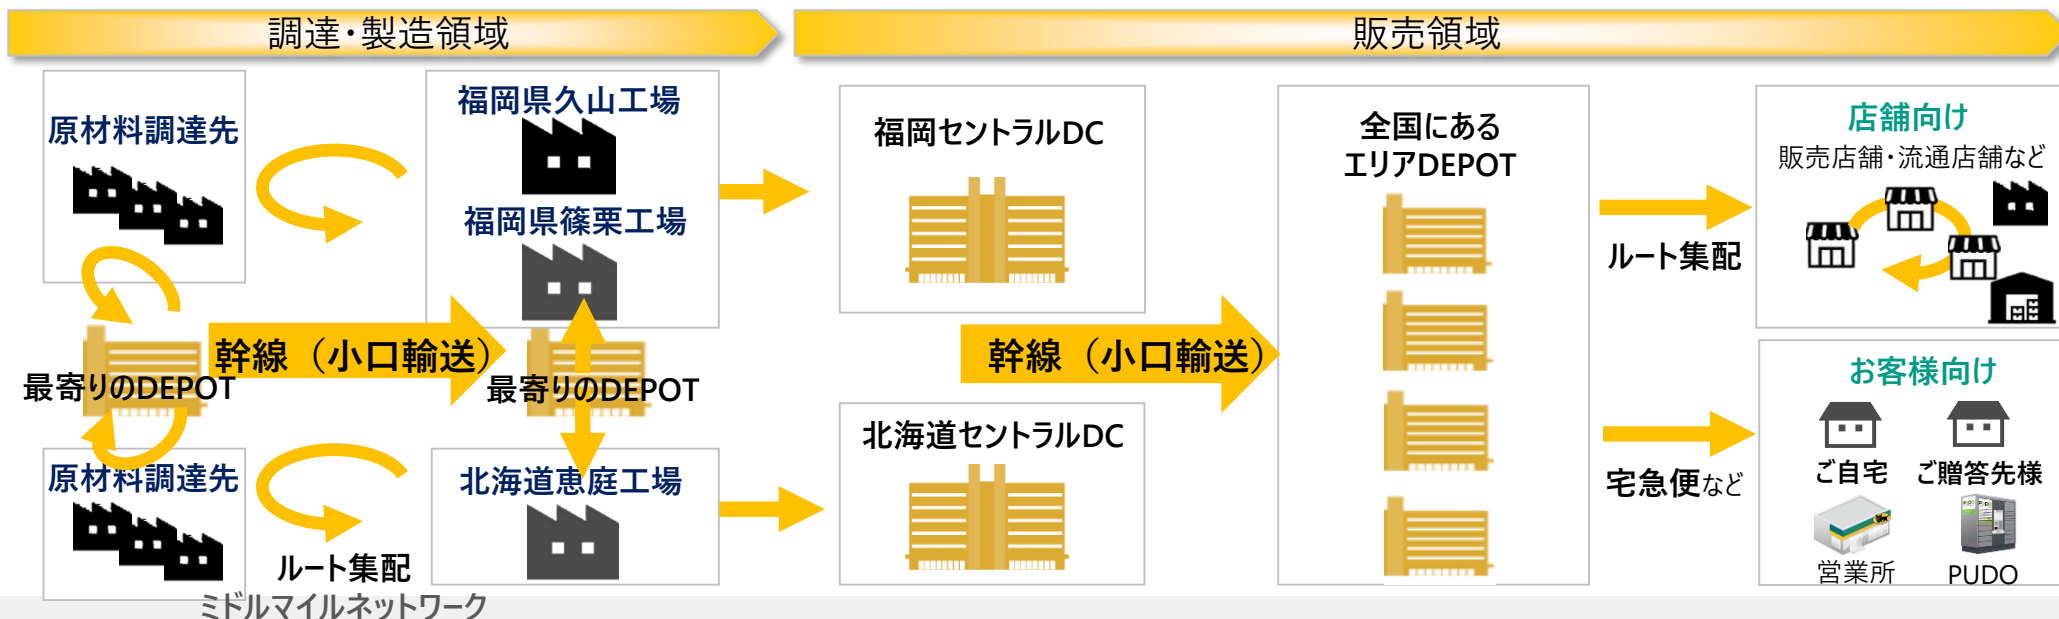 調達・製造領域
販売領域
原材料調達先
福岡県久山工場
福岡県篠栗工場
最寄りのDEPOT
幹線（小口輸送）
最寄りのDEPOT
原材料調達先
ルート集配
北海道恵庭工場
ミドルマイルネットワーク
福岡セントラルDC
幹線（小口輸送）
北海道セントラルDC
全国にある
エリアDEPOT
ルート集配
宅急便など
店舗向け
販売店舗・流通店舗など
お客様向け
ご自宅
ご贈答先様
営業所
PUDO